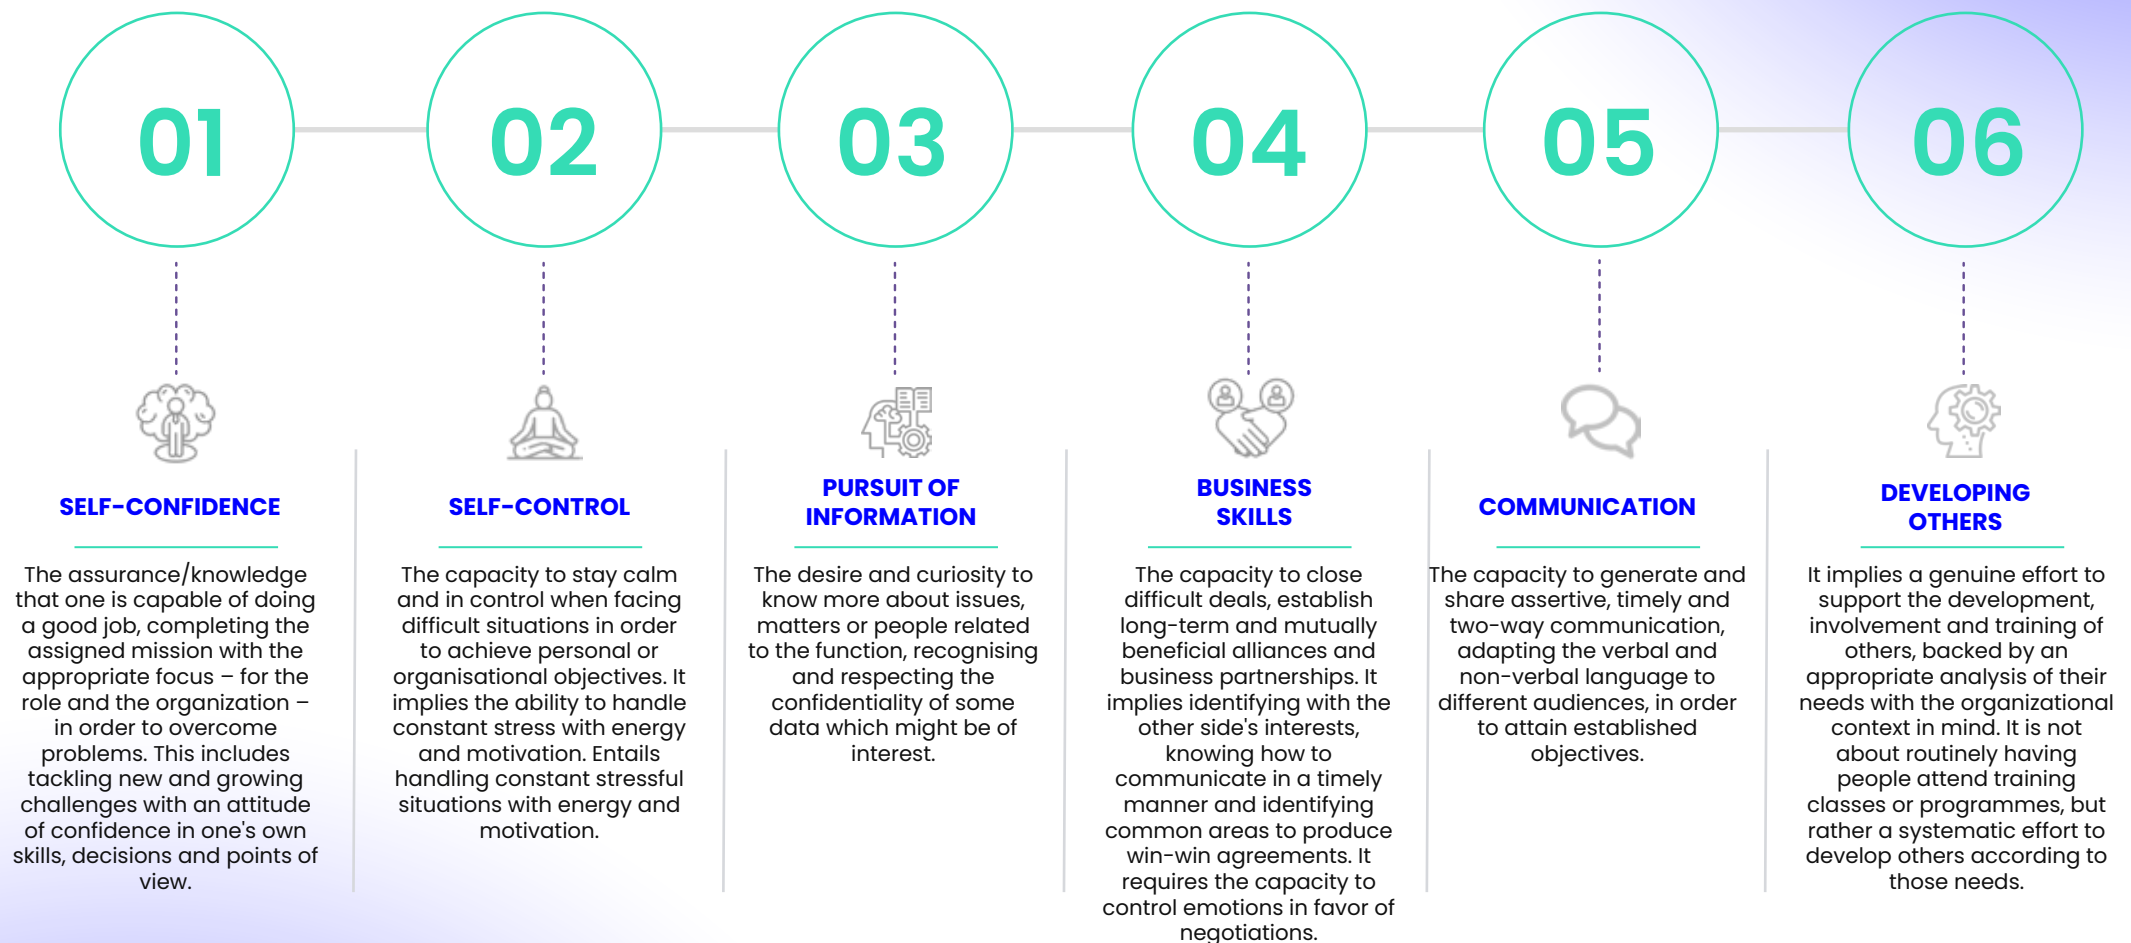 01
02
03
04
05
06
SELF-CONFIDENCE
The assurance/knowledge
that one is capable of doing
a good job, completing the
assigned mission with the
appropriate focus – for the
role and the organization –
in order to overcome
problems. This includes
tackling new and growing
challenges with an attitude
of confidence in one's own
skills, decisions and points of
view.
SELF-CONTROL
The capacity to stay calm
and in control when facing
difficult situations in order
to achieve personal or
organisational objectives. It
implies the ability to handle
constant stress with energy
and motivation. Entails
handling constant stressful
situations with energy and
motivation.
PURSUIT OF
INFORMATION
The desire and curiosity to
know more about issues,
matters or people related
to the function, recognising
and respecting the
confidentiality of some
data which might be of
interest.
BUSINESS
SKILLS
The capacity to close
difficult deals, establish
long-term and mutually
beneficial alliances and
business partnerships. It
implies identifying with the
other side's interests,
knowing how to
communicate in a timely
manner and identifying
common areas to produce
win-win agreements. It
requires the capacity to
control emotions in favor of
negotiations.
COMMUNICATION
The capacity to generate and
share assertive, timely and
two-way communication,
adapting the verbal and
non-verbal language to
different audiences, in order
to attain established
objectives.
DEVELOPING
OTHERS
It implies a genuine effort to
support the development,
involvement and training of
others, backed by an
appropriate analysis of their
needs with the organizational
context in mind. It is not
about routinely having
people attend training
classes or programmes, but
rather a systematic effort to
develop others according to
those needs.